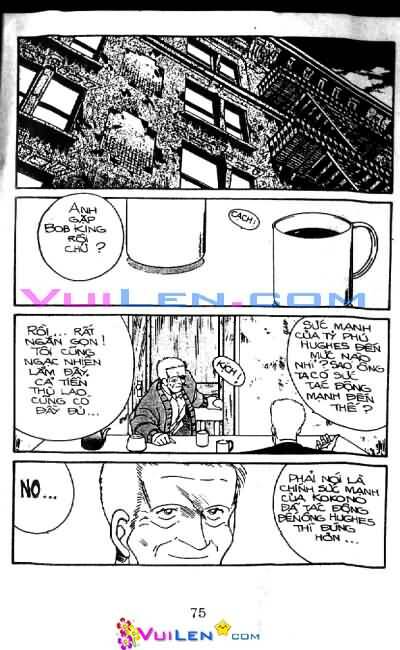 ANH
GẶP
BOB KING
RỒI
CHỨ ?
CẠCH!
VUILEN.COM
RỒI... RẤT
NGẮN GỌN!
TÔI CŨNG
NGẠC NHIÊN
LẮM ĐẤY.
CẢ TIỀN
THÙ LAO
CŨNG CÓ
ĐẦY ĐỦ...
SỨC MẠNH
CỦA TỶ PHÚ
HUGHES ĐẾN
MỨC NÀO
NHỈ? SAO ÔNG
TA CÓ SỨC
TÁC ĐỘNG
MẠNH ĐẾN
THẾ?
NO...
PHẢI NÓI LÀ
CHÍNH SỨC MẠNH
CỦA KOKONO
ĐÃ TÁC ĐỘNG
ĐẾN ÔNG HUGHES
THÌ ĐÚNG
HƠN...
75
VUILEN.COM